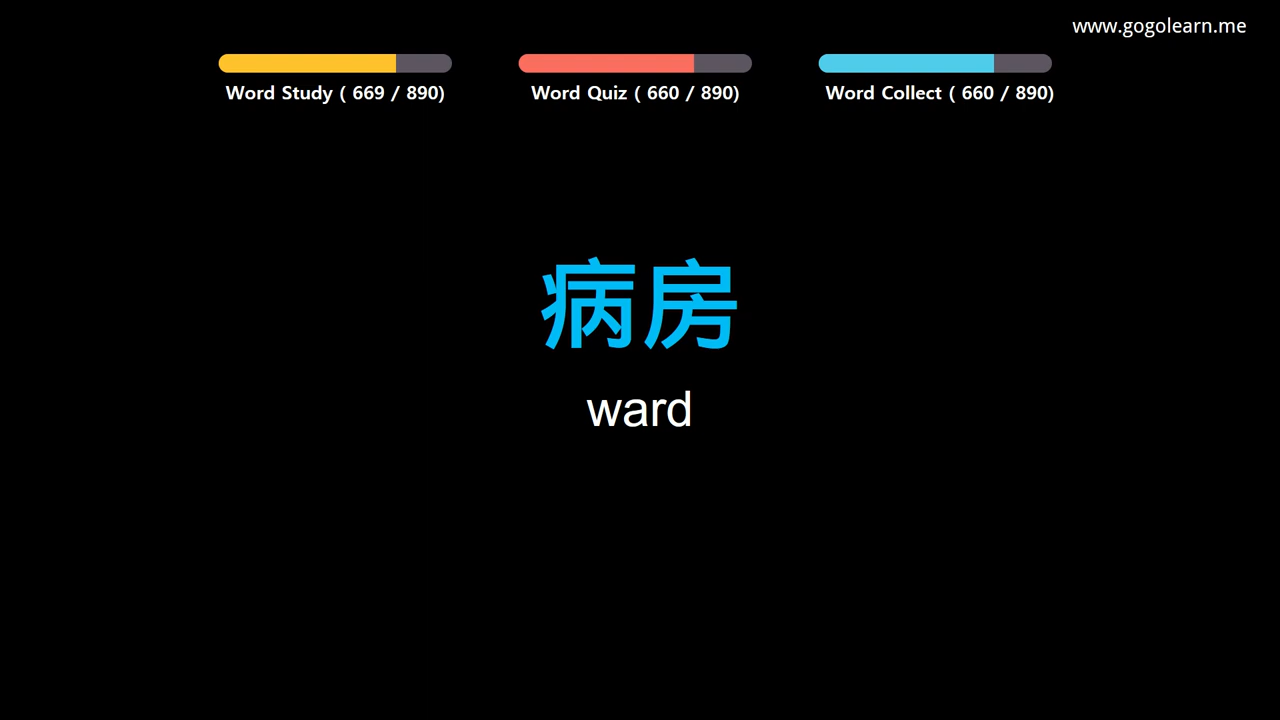 www.gogolearn.me
Word Study ( 669 / 890)
Word Quiz ( 660 / 890)
Word Collect ( 660 / 890)
病房
ward